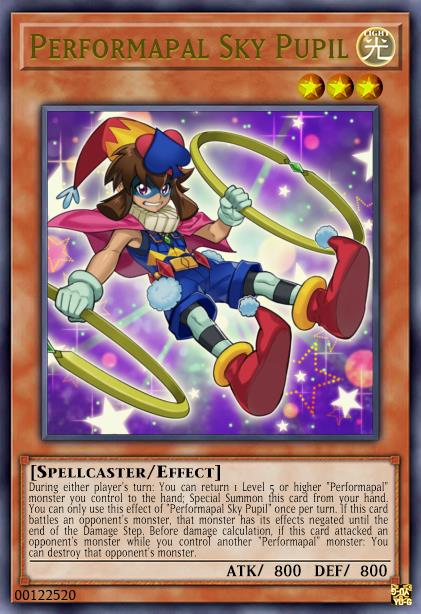 Performapal Sky Pupil
LIGHT
光
[Spellcaster/Effect]
During either player's turn: You can return 1 Level 5 or higher "Performapal"
monster you control to the hand; Special Summon this card from your hand.
You can only use this effect of "Performapal Sky Pupil" once per turn. If this card
battles an opponent's monster, that monster has its effects negated until the
end of the Damage Step. Before damage calculation, if this card attacked an
opponent's monster while you control another "Performapal" monster: You
can destroy that opponent's monster.
ATK/ 800 DEF/ 800
00122520